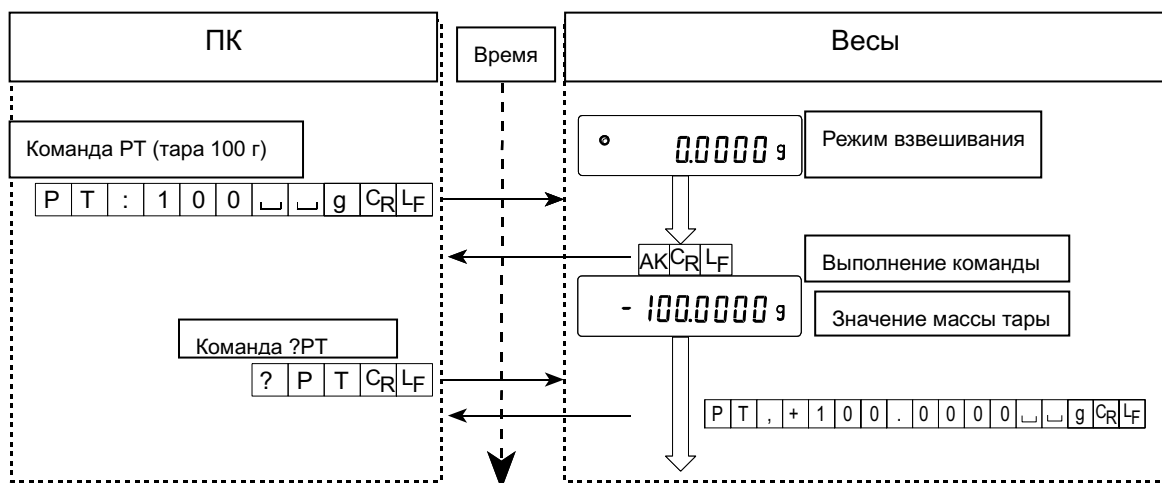 ПК
Время
Весы
Команда PT (тара 100 г)
0.0000 g
Режим взвешивания
P T : 1 0 0 ␣ ␣ g CR LF
AK CR LF
Выполнение команды
- 100.0000 g
Значение массы тары
Команда ?PT
? P T CR LF
P T , + 1 0 0 . 0 0 0 0 ␣ ␣ g CR LF